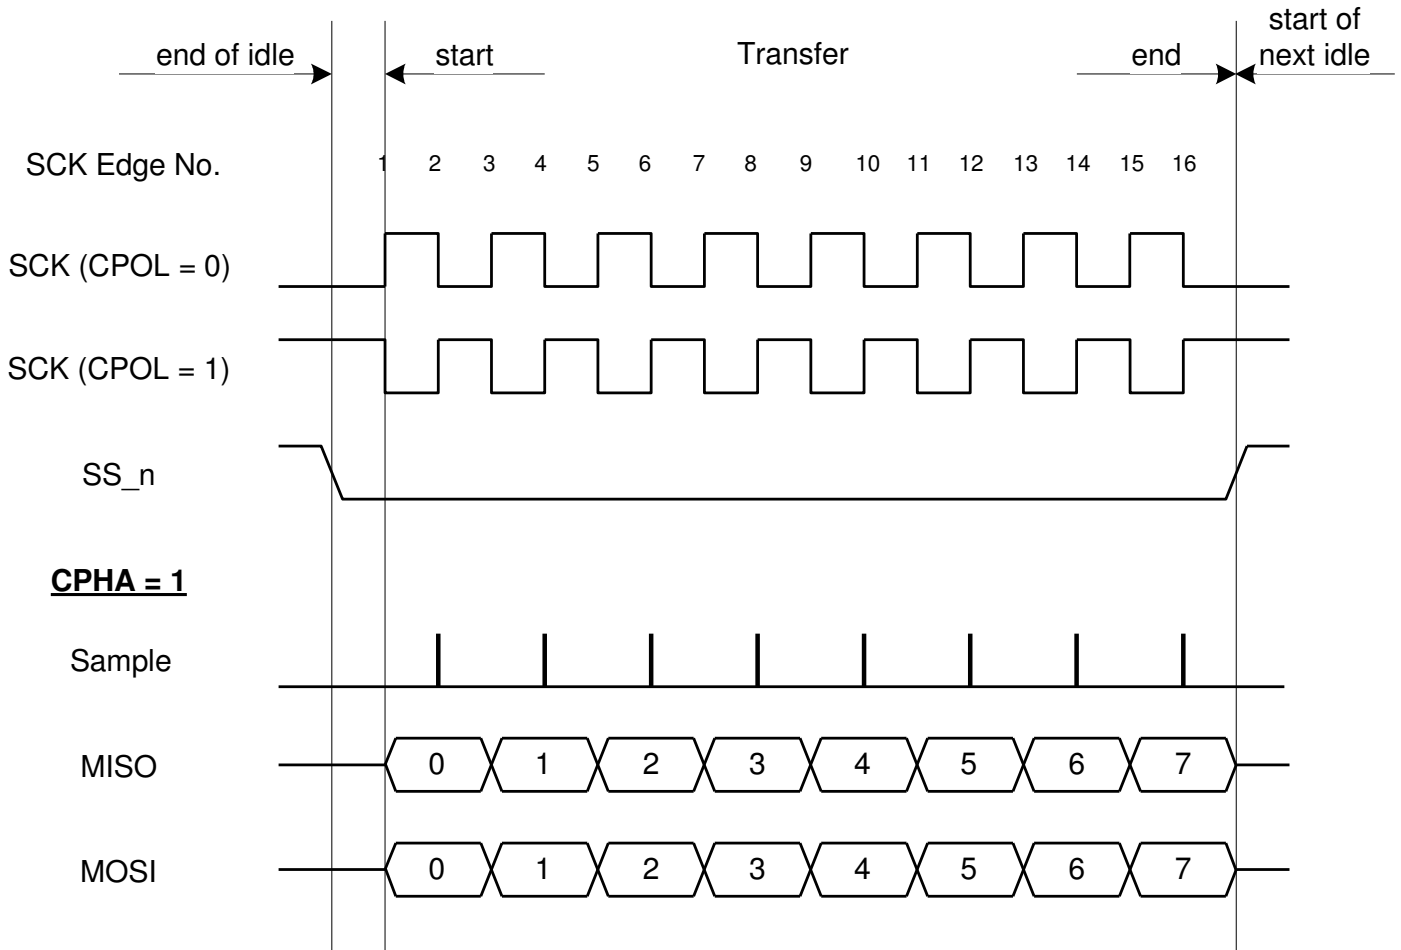 start of
end of idle start Transfer end next idle
SCK Edge No. 1 2 3 4 5 6 7 8 9 10 11 12 13 14 15 16
SCK (CPOL = 0)
SCK (CPOL = 1)
SS_n
CPHA = 1
Sample
MISO 0 1 2 3 4 5 6 7
MOSI 0 1 2 3 4 5 6 7